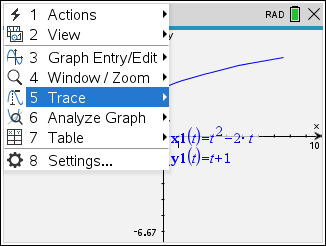 RAD
1 Actions
2 View
3 Graph Entry/Edit
4 Window / Zoom
5 Trace
6 Analyze Graph
7 Table
8 Settings...
y
x1(t)=t²-2·t
y1(t)=t+1
x
10
-6.67